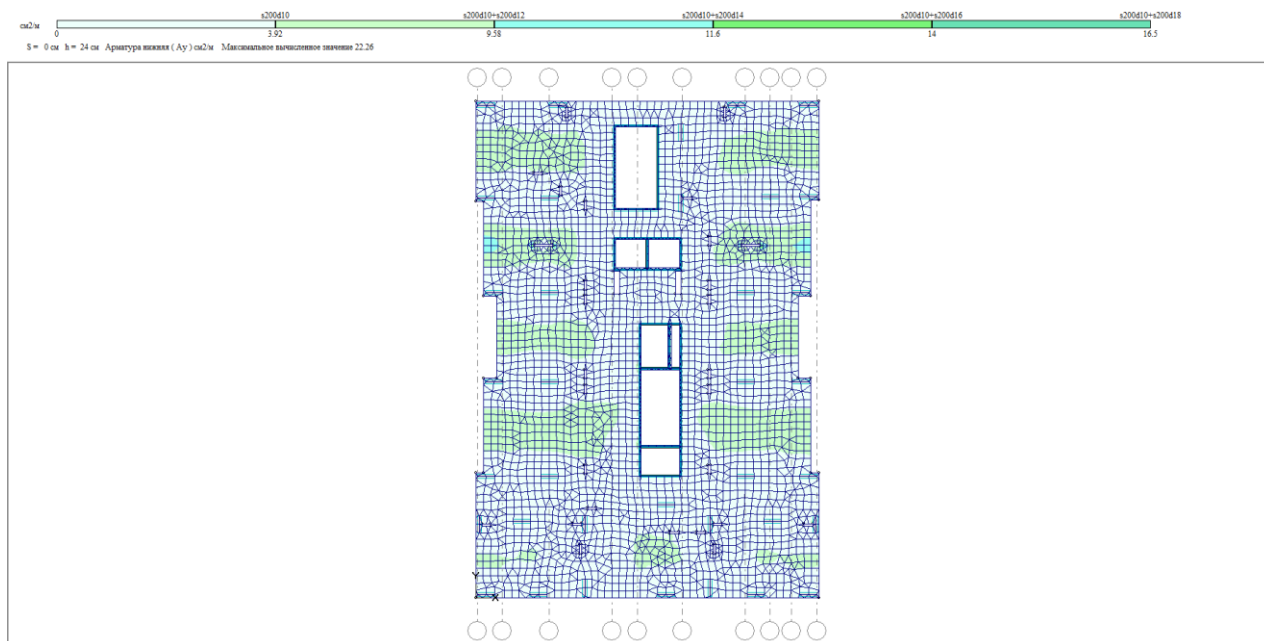 s200d10 s200d10+s200d12 s200d10+s200d14 s200d10+s200d16 s200d10+s200d18
см2/м
0 3.92 9.58 11.6 14 16.5
S = 0 см h = 24 см Арматура нижняя ( Ау ) см2/м Максимальное вычисленное значение 22.26
Y
X